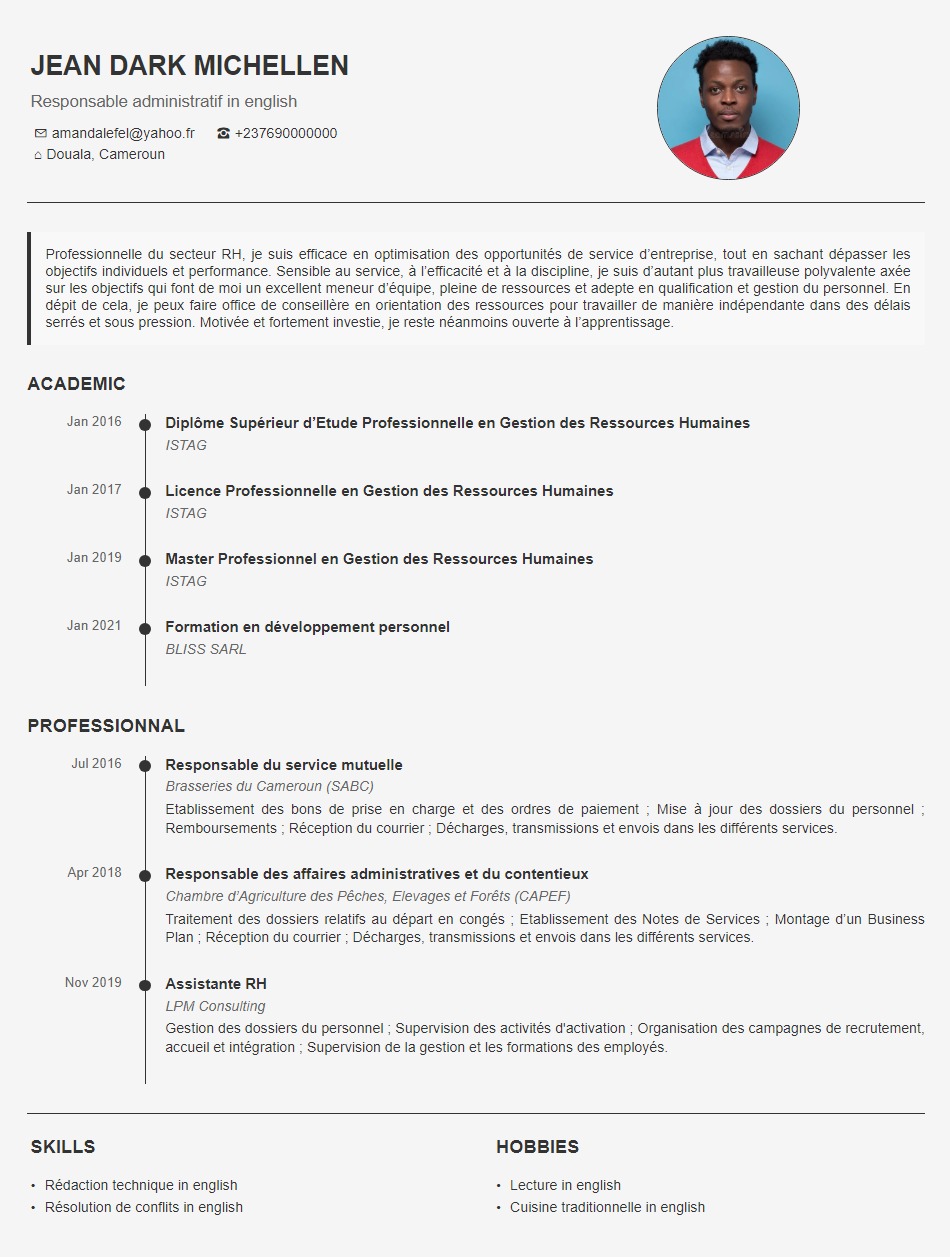 JEAN DARK MICHELLEN
Responsable administratif in english
amandalefel@yahoo.fr +237690000000
Douala, Cameroun
Professionnelle du secteur RH, je suis efficace en optimisation des opportunités de service d’entreprise, tout en sachant dépasser les
objectifs individuels et performance. Sensible au service, à l’efficacité et à la discipline, je suis d’autant plus travailleuse polyvalente axée
sur les objectifs qui font de moi un excellent meneur d’équipe, pleine de ressources et adepte en qualification et gestion du personnel. En
dépit de cela, je peux faire office de conseillère en orientation des ressources pour travailler de manière indépendante dans des délais
serrés et sous pression. Motivée et fortement investie, je reste néanmoins ouverte à l’apprentissage.
ACADEMIC
Jan 2016 Diplôme Supérieur d’Etude Professionnelle en Gestion des Ressources Humaines
ISTAG
Jan 2017 Licence Professionnelle en Gestion des Ressources Humaines
ISTAG
Jan 2019 Master Professionnel en Gestion des Ressources Humaines
ISTAG
Jan 2021 Formation en développement personnel
BLISS SARL
PROFESSIONNAL
Jul 2016 Responsable du service mutuelle
Brasseries du Cameroun (SABC)
Etablissement des bons de prise en charge et des ordres de paiement ; Mise à jour des dossiers du personnel ;
Remboursements ; Réception du courrier ; Décharges, transmissions et envois dans les différents services.
Apr 2018 Responsable des affaires administratives et du contentieux
Chambre d’Agriculture des Pêches, Elevages et Forêts (CAPEF)
Traitement des dossiers relatifs au départ en congés ; Etablissement des Notes de Services ; Montage d’un Business
Plan ; Réception du courrier ; Décharges, transmissions et envois dans les différents services.
Nov 2019 Assistante RH
LPM Consulting
Gestion des dossiers du personnel ; Supervision des activités d'activation ; Organisation des campagnes de recrutement,
accueil et intégration ; Supervision de la gestion et les formations des employés.
SKILLS
• Rédaction technique in english
• Résolution de conflits in english
HOBBIES
• Lecture in english
• Cuisine traditionnelle in english